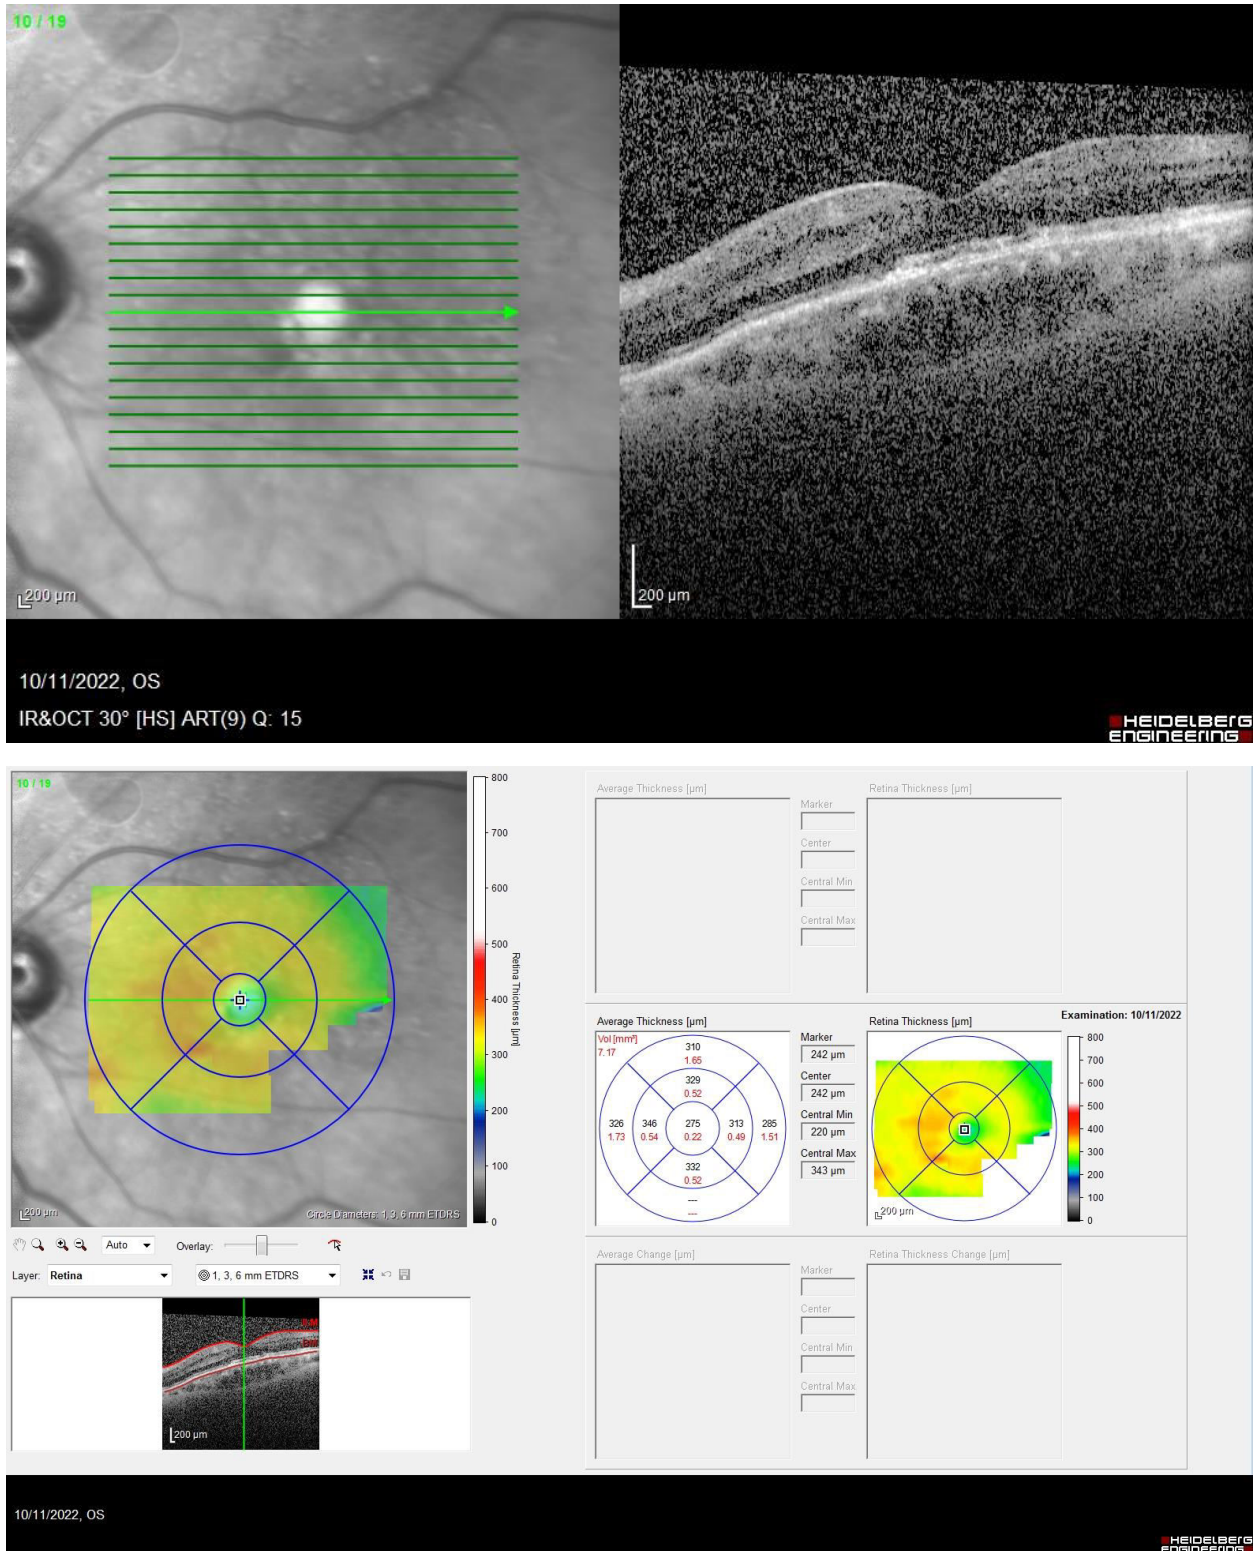 10 / 19
200 µm
200 µm
10/11/2022, OS
IR&OCT 30° [HS] ART(9) Q: 15
HEIDELBERG
ENGINEERING
10 / 19
800
700
600
500
400
300
200
100
0
Retina Thickness [µm]
200 µm
Circle Diameters: 1, 3, 6 mm ETDRS
Auto
Overlay:
Layer: Retina
1, 3, 6 mm ETDRS
ILM
BM
200 µm
Average Thickness [µm]
Marker
Center
Central Min
Central Max
Retina Thickness [µm]
Examination: 10/11/2022
Average Thickness [µm]
Vol [mm³]
7.17
310
1.65
329
0.52
326 346 275 313 285
1.73 0.54 0.22 0.49 1.51
332
0.52
---
---
Marker
242 µm
Center
242 µm
Central Min
220 µm
Central Max
343 µm
Retina Thickness [µm]
200 µm
800
700
600
500
400
300
200
100
0
Average Change [µm]
Marker
Center
Central Min
Central Max
Retina Thickness Change [µm]
10/11/2022, OS
HEIDELBERG
ENGINEERING